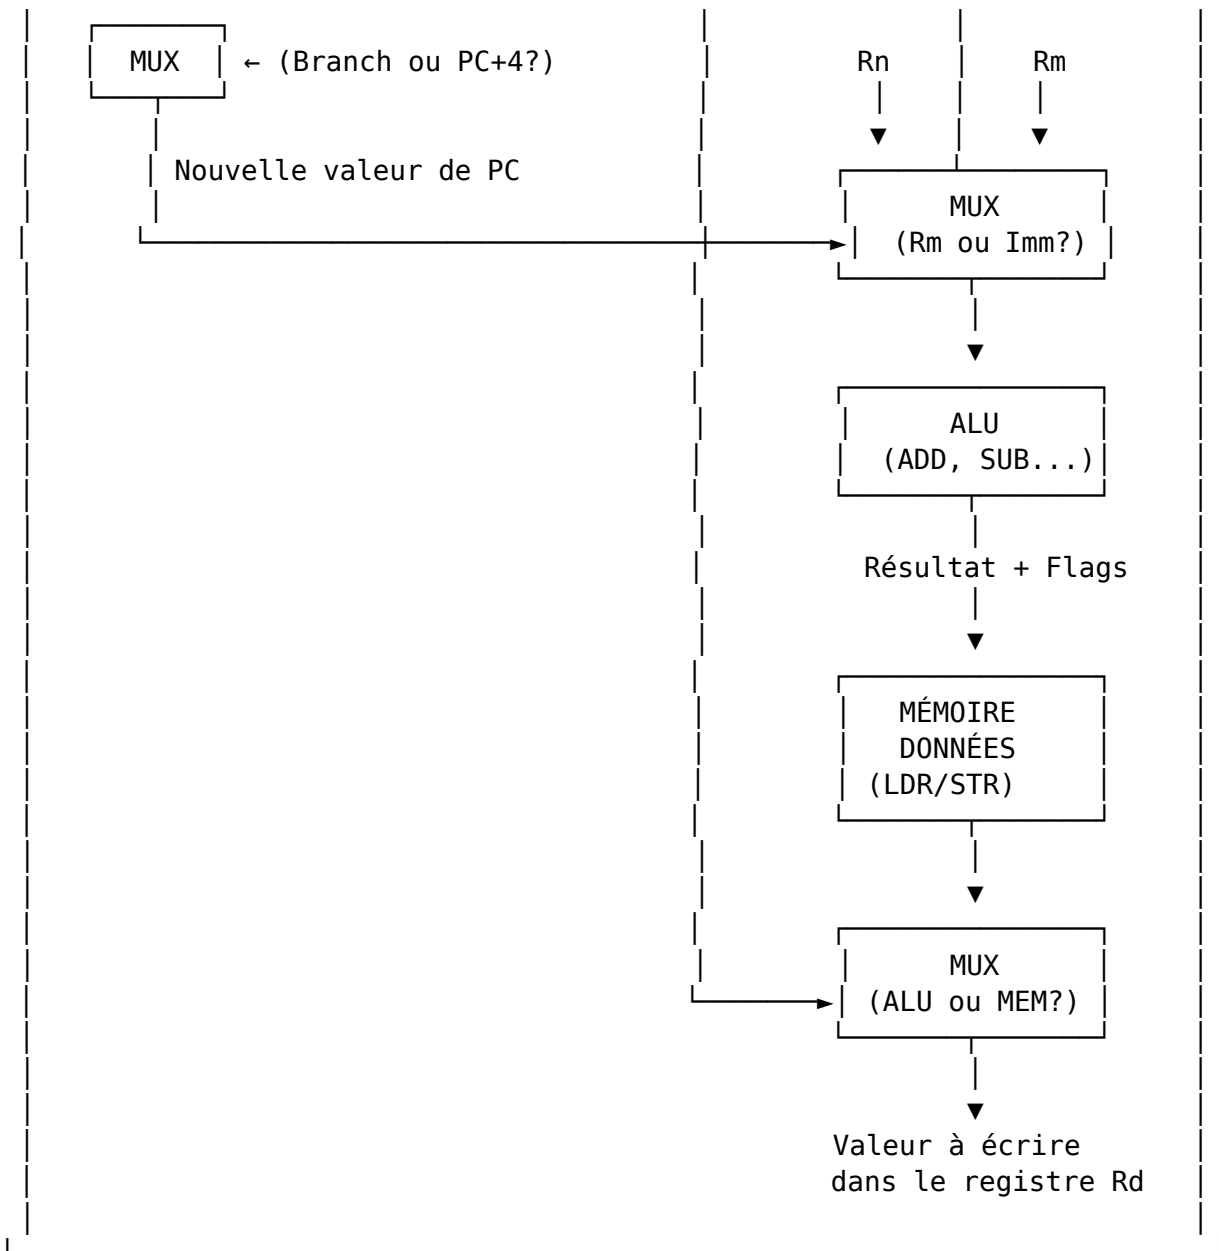 MUX ← (Branch ou PC+4?) Rn Rm
Nouvelle valeur de PC
MUX
(Rm ou Imm?)
ALU
(ADD, SUB...)
Résultat + Flags
MÉMOIRE
DONNÉES
(LDR/STR)
MUX
(ALU ou MEM?)
Valeur à écrire
dans le registre Rd